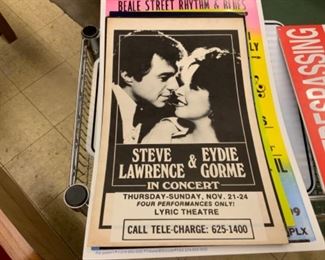 BEALE STREET RHYTHM & BLUES
STEVE & EYDIE
LAWRENCE GORME
IN CONCERT
THURSDAY-SUNDAY, NOV. 21-24
FOUR PERFORMANCES ONLY!
LYRIC THEATRE
CALL TELE-CHARGE: 625-1400
TRESPASSING